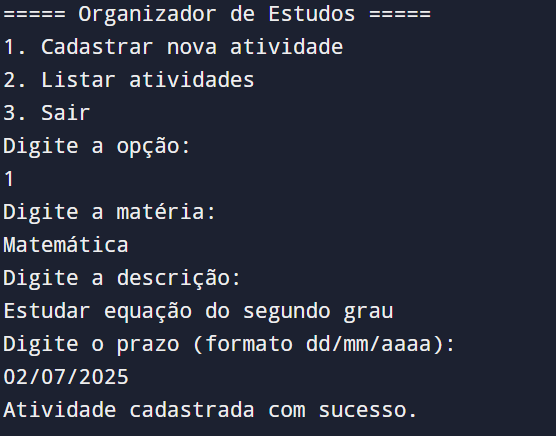 ===== Organizador de Estudos =====
1. Cadastrar nova atividade
2. Listar atividades
3. Sair
Digite a opção:
1
Digite a matéria:
Matemática
Digite a descrição:
Estudar equação do segundo grau
Digite o prazo (formato dd/mm/aaaa):
02/07/2025
Atividade cadastrada com sucesso.